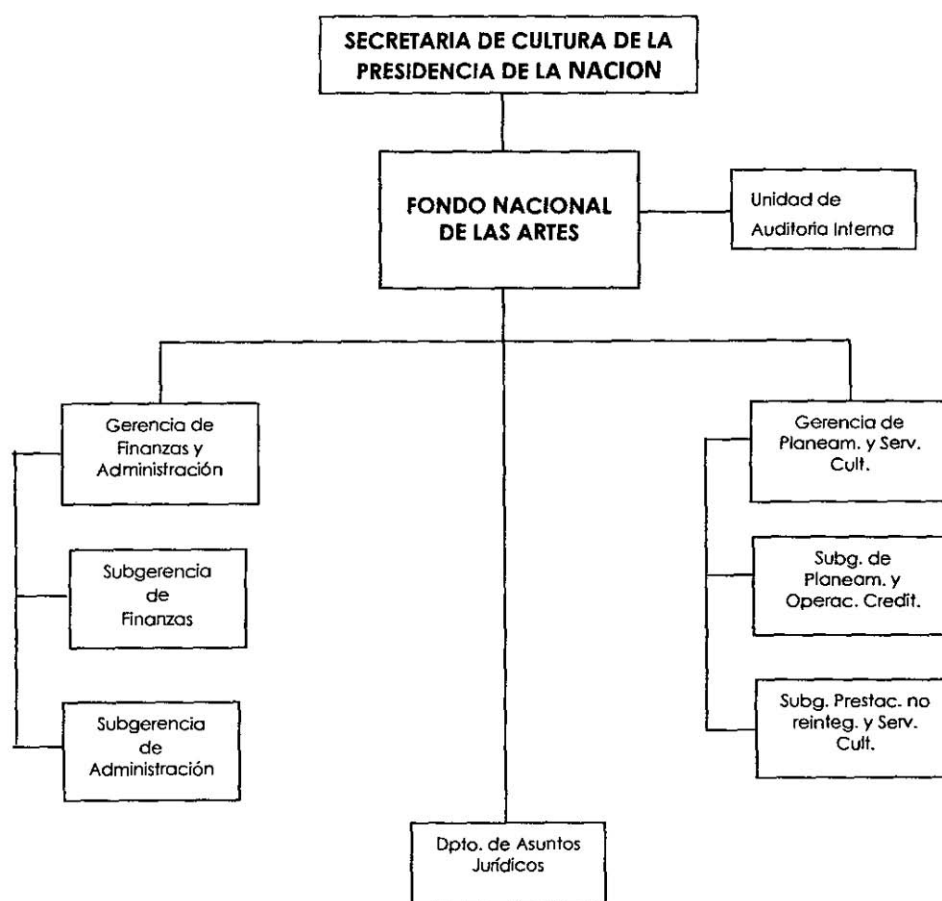 SECRETARIA DE CULTURA DE LA
PRESIDENCIA DE LA NACION
FONDO NACIONAL
DE LAS ARTES
Unidad de
Auditoria Interna
Gerencia de
Finanzas y
Administración
Gerencia de
Planeam. y Serv.
Cult.
Subgerencia
de
Finanzas
Subg. de
Planeam. y
Operac. Credit.
Subgerencia
de
Administración
Subg. Prestac. no
reinteg. y Serv.
Cult.
Dpto. de Asuntos
Jurídicos